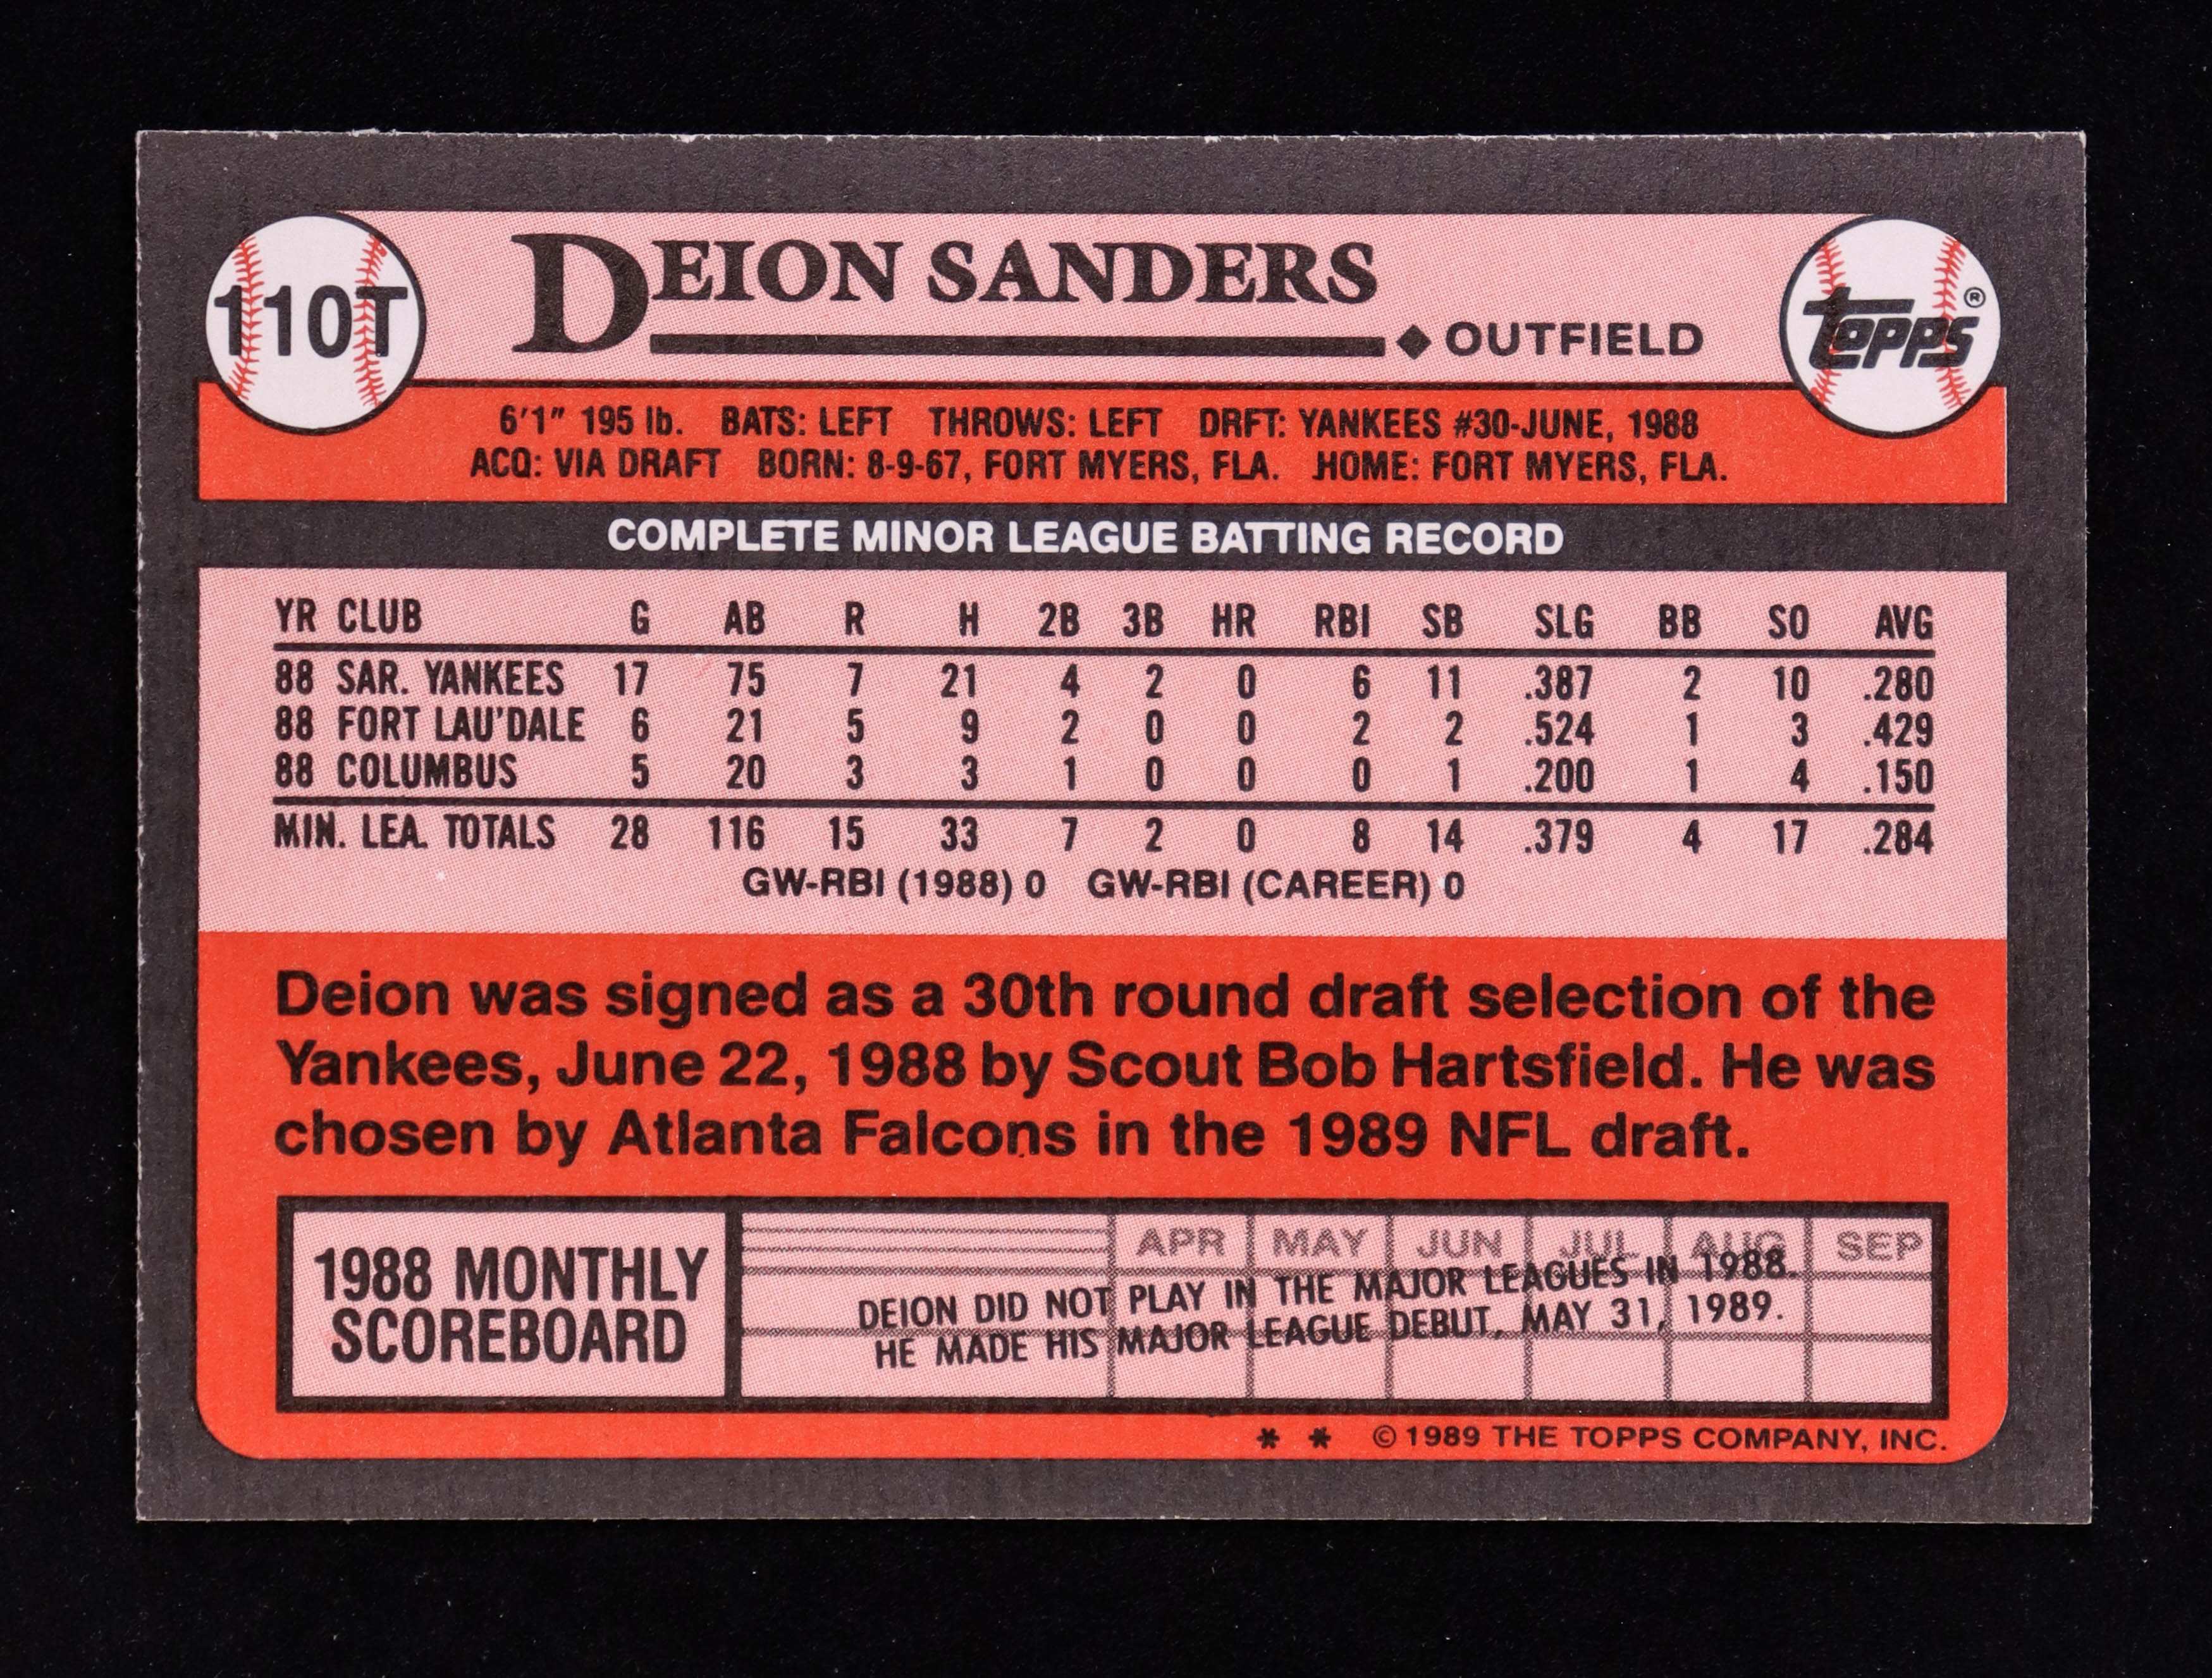 110T
DEION SANDERS
◆ OUTFIELD
topps®
6'1" 195 lb. BATS: LEFT THROWS: LEFT DRFT: YANKEES #30-JUNE, 1988
ACQ: VIA DRAFT BORN: 8-9-67, FORT MYERS, FLA. HOME: FORT MYERS, FLA.
COMPLETE MINOR LEAGUE BATTING RECORD
YR CLUB G AB R H 2B 3B HR RBI SB SLG BB SO AVG
88 SAR. YANKEES 17 75 7 21 4 2 0 6 11 .387 2 10 .280
88 FORT LAU'DALE 6 21 5 9 2 0 0 2 2 .524 1 3 .429
88 COLUMBUS 5 20 3 3 1 0 0 0 1 .200 1 4 .150
MIN. LEA. TOTALS 28 116 15 33 7 2 0 8 14 .379 4 17 .284
GW-RBI (1988) 0 GW-RBI (CAREER) 0
Deion was signed as a 30th round draft selection of the
Yankees, June 22, 1988 by Scout Bob Hartsfield. He was
chosen by Atlanta Falcons in the 1989 NFL draft.
1988 MONTHLY
SCOREBOARD
APR MAY JUN JUL AUG SEP
DEION DID NOT PLAY IN THE MAJOR LEAGUES IN 1988.
HE MADE HIS MAJOR LEAGUE DEBUT, MAY 31, 1989.
* * © 1989 THE TOPPS COMPANY, INC.